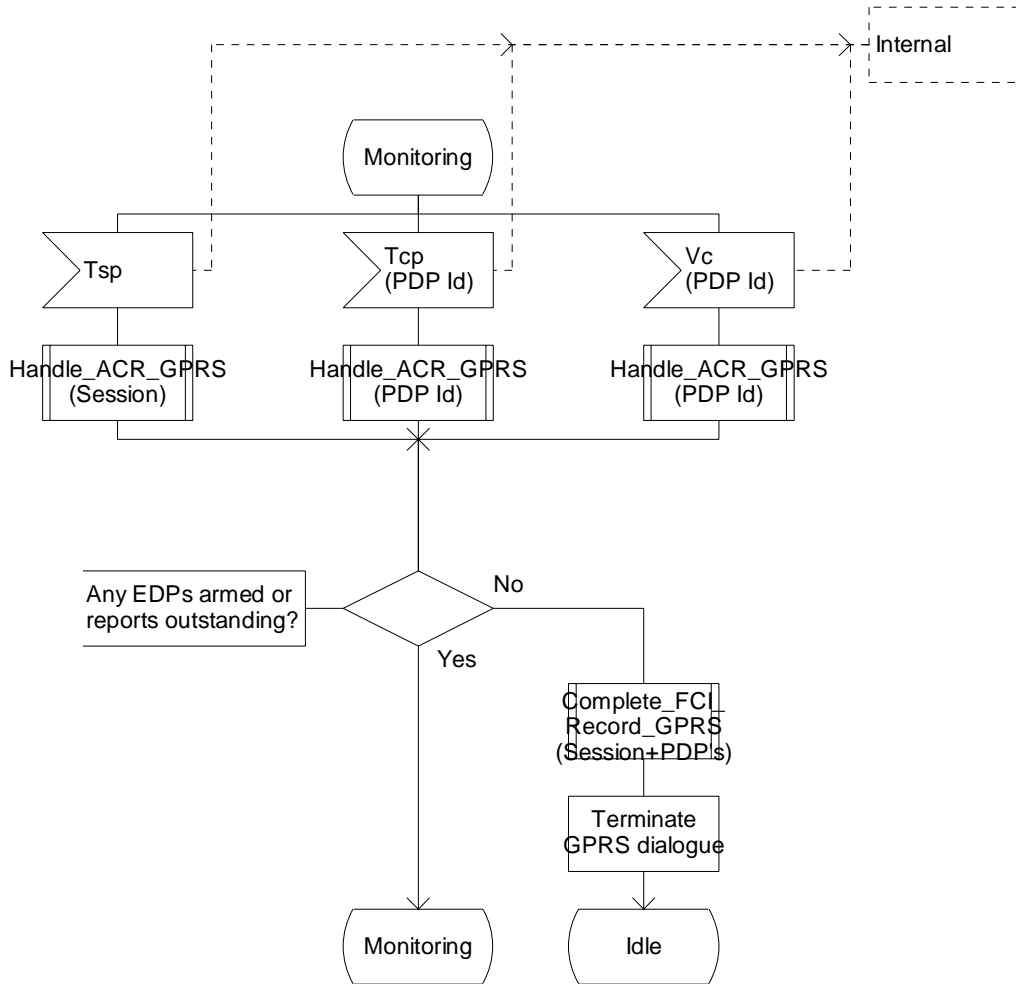 Internal
Monitoring
Tsp
Tcp
(PDP Id)
Vc
(PDP Id)
Handle_ACR_GPRS
(Session)
Handle_ACR_GPRS
(PDP Id)
Handle_ACR_GPRS
(PDP Id)
Any EDPs armed or
reports outstanding?
No
Yes
Complete_FCI_
Record_GPRS
(Session+PDP's)
Terminate
GPRS dialogue
Monitoring
Idle